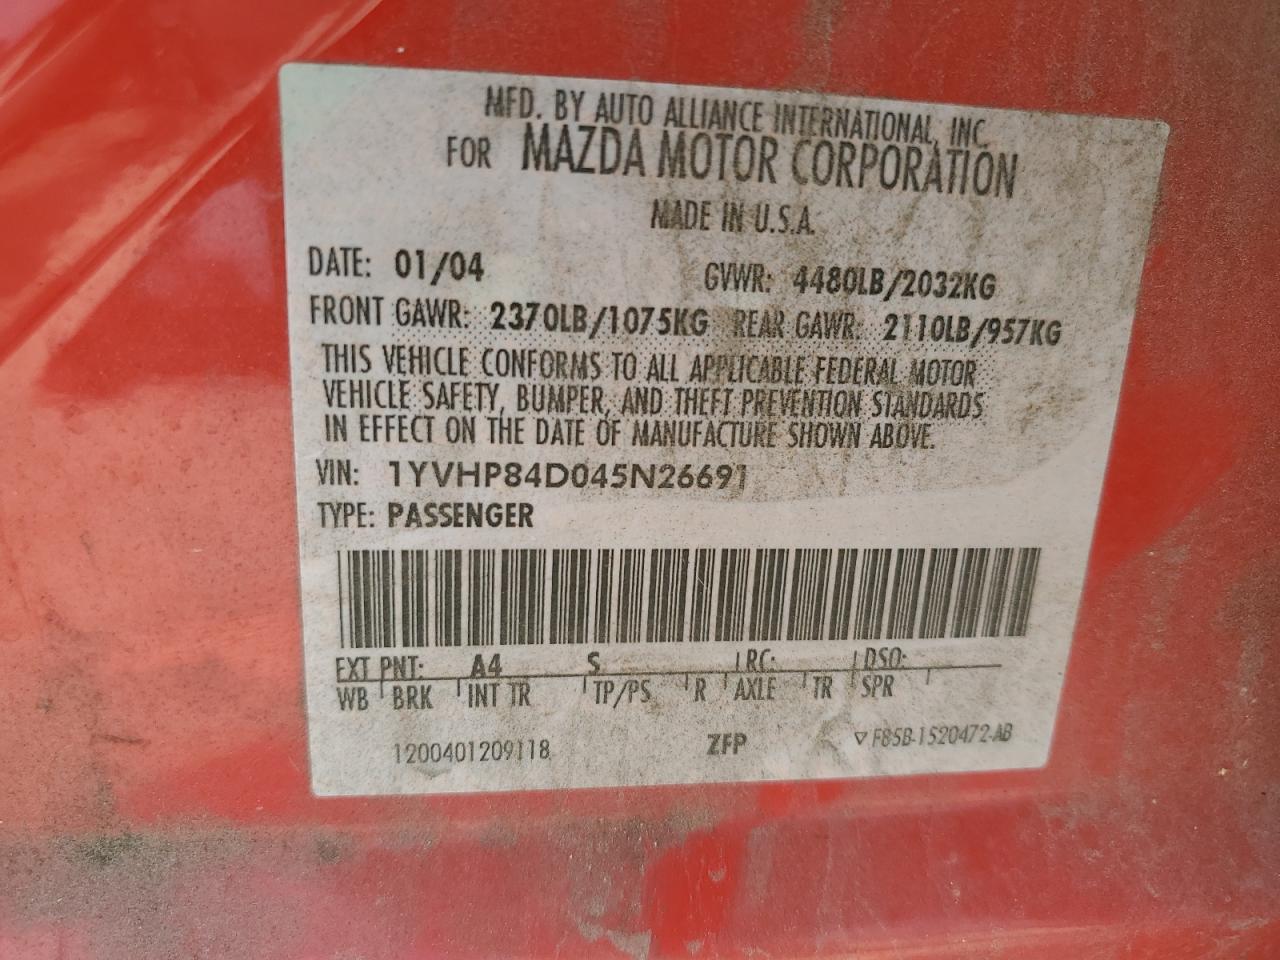 MFD. BY AUTO ALLIANCE INTERNATIONAL, INC.
FOR MAZDA MOTOR CORPORATION
MADE IN U.S.A.
DATE: 01/04 GVWR: 4480LB/2032KG
FRONT GAWR: 2370LB/1075KG REAR GAWR: 2110LB/957KG
THIS VEHICLE CONFORMS TO ALL APPLICABLE FEDERAL MOTOR
VEHICLE SAFETY, BUMPER, AND THEFT PREVENTION STANDARDS
IN EFFECT ON THE DATE OF MANUFACTURE SHOWN ABOVE.
VIN: 1YVHP84D045N26691
TYPE: PASSENGER
EXT PNT: A4 S RC: DSO:
WB BRK INT TR TP/PS R AXLE TR SPR
1200401209118 ZFP ▽ F85B-1520472-AB